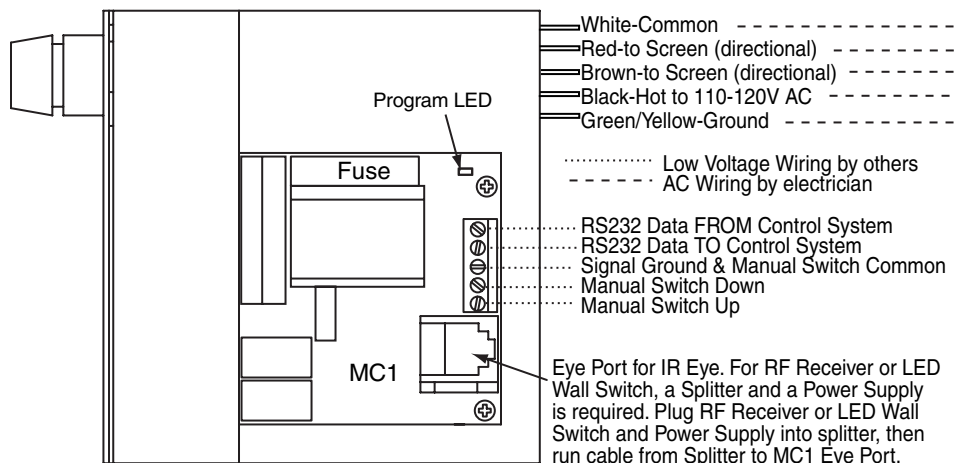 White-Common
Red-to Screen (directional)
Brown-to Screen (directional)
Black-Hot to 110-120V AC
Green/Yellow-Ground
Program LED
Fuse
Low Voltage Wiring by others
AC Wiring by electrician
RS232 Data FROM Control System
RS232 Data TO Control System
Signal Ground & Manual Switch Common
Manual Switch Down
Manual Switch Up
MC1
Eye Port for IR Eye. For RF Receiver or LED
Wall Switch, a Splitter and a Power Supply
is required. Plug RF Receiver or LED Wall
Switch and Power Supply into splitter, then
run cable from Splitter to MC1 Eye Port.